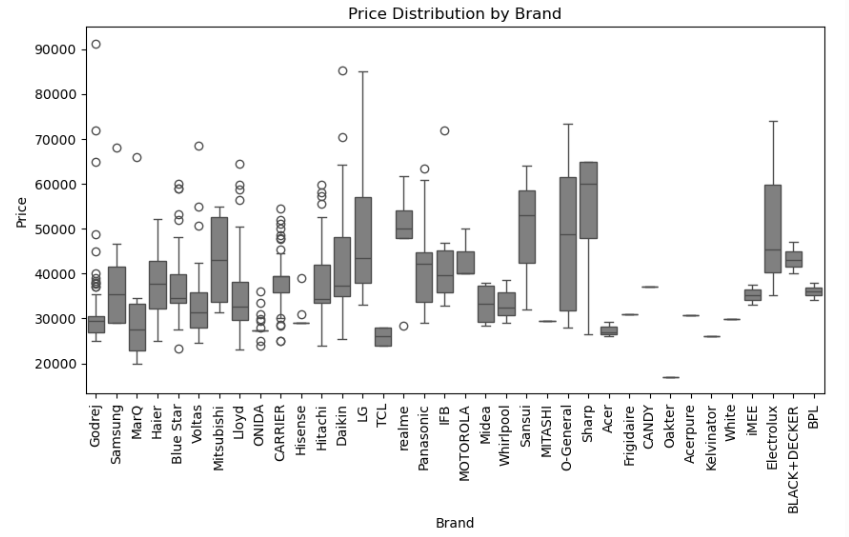 Price Distribution by Brand
Price
90000
80000
70000
60000
50000
40000
30000
20000
Godrej
Samsung
MarQ
Haier
Blue Star
Voltas
Mitsubishi
Lloyd
ONIDA
CARRIER
Hisense
Hitachi
Daikin
LG
TCL
realme
Panasonic
IFB
MOTOROLA
Midea
Whirlpool
Sansui
MITASHI
O-General
Sharp
Acer
Frigidaire
CANDY
Oakter
Acerpure
Kelvinator
White
iMEE
Electrolux
BLACK+DECKER
BPL
Brand